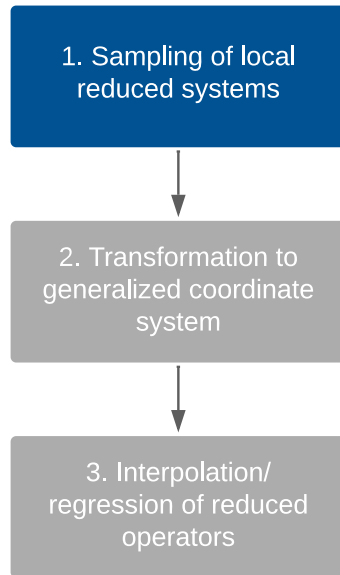 1. Sampling of local
reduced systems
2. Transformation to
generalized coordinate
system
3. Interpolation/
regression of reduced
operators